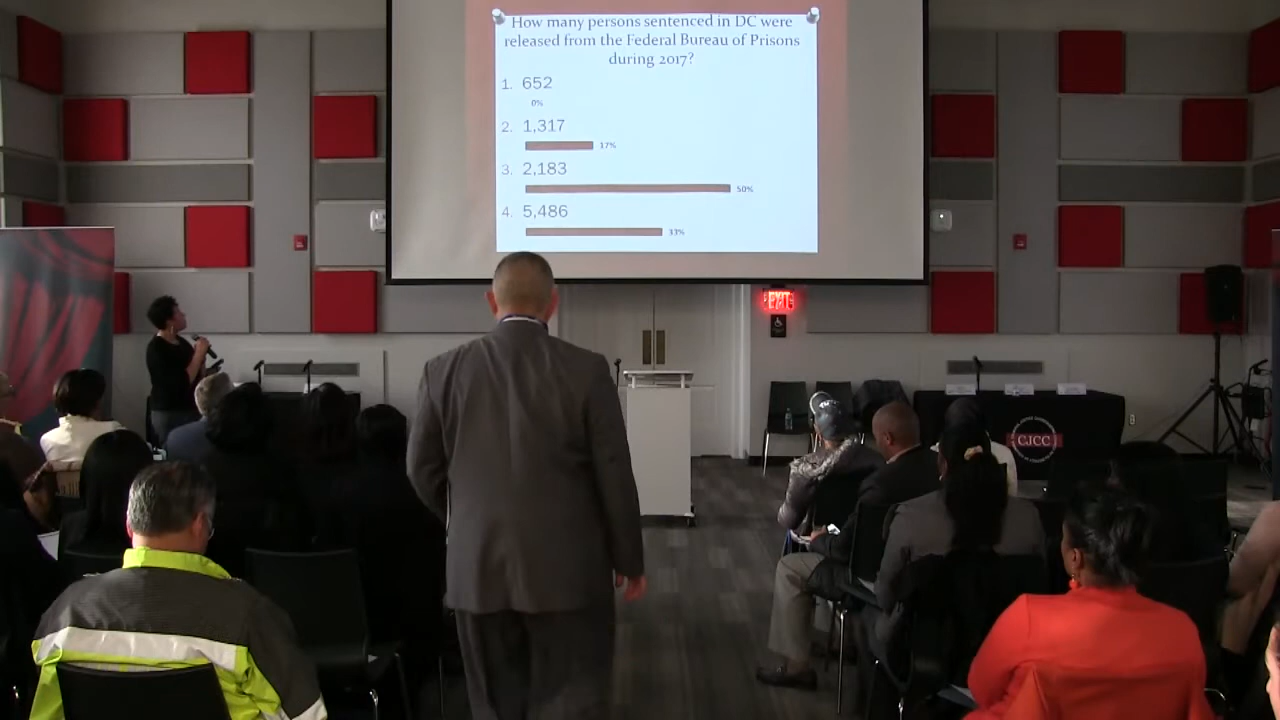 How many persons sentenced in DC were
released from the Federal Bureau of Prisons
during 2017?
1. 652
0%
2. 1,317
17%
3. 2,183
50%
4. 5,486
33%
EXIT
CJCC